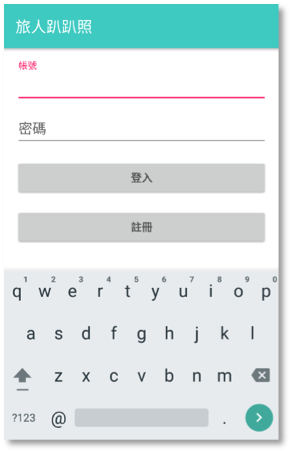 旅人趴趴照
帳號
密碼
登入
註冊
1 2 3 4 5 6 7 8 9 0
q w e r t y u i o p
a s d f g h j k l
z x c v b n m
?123 @ .